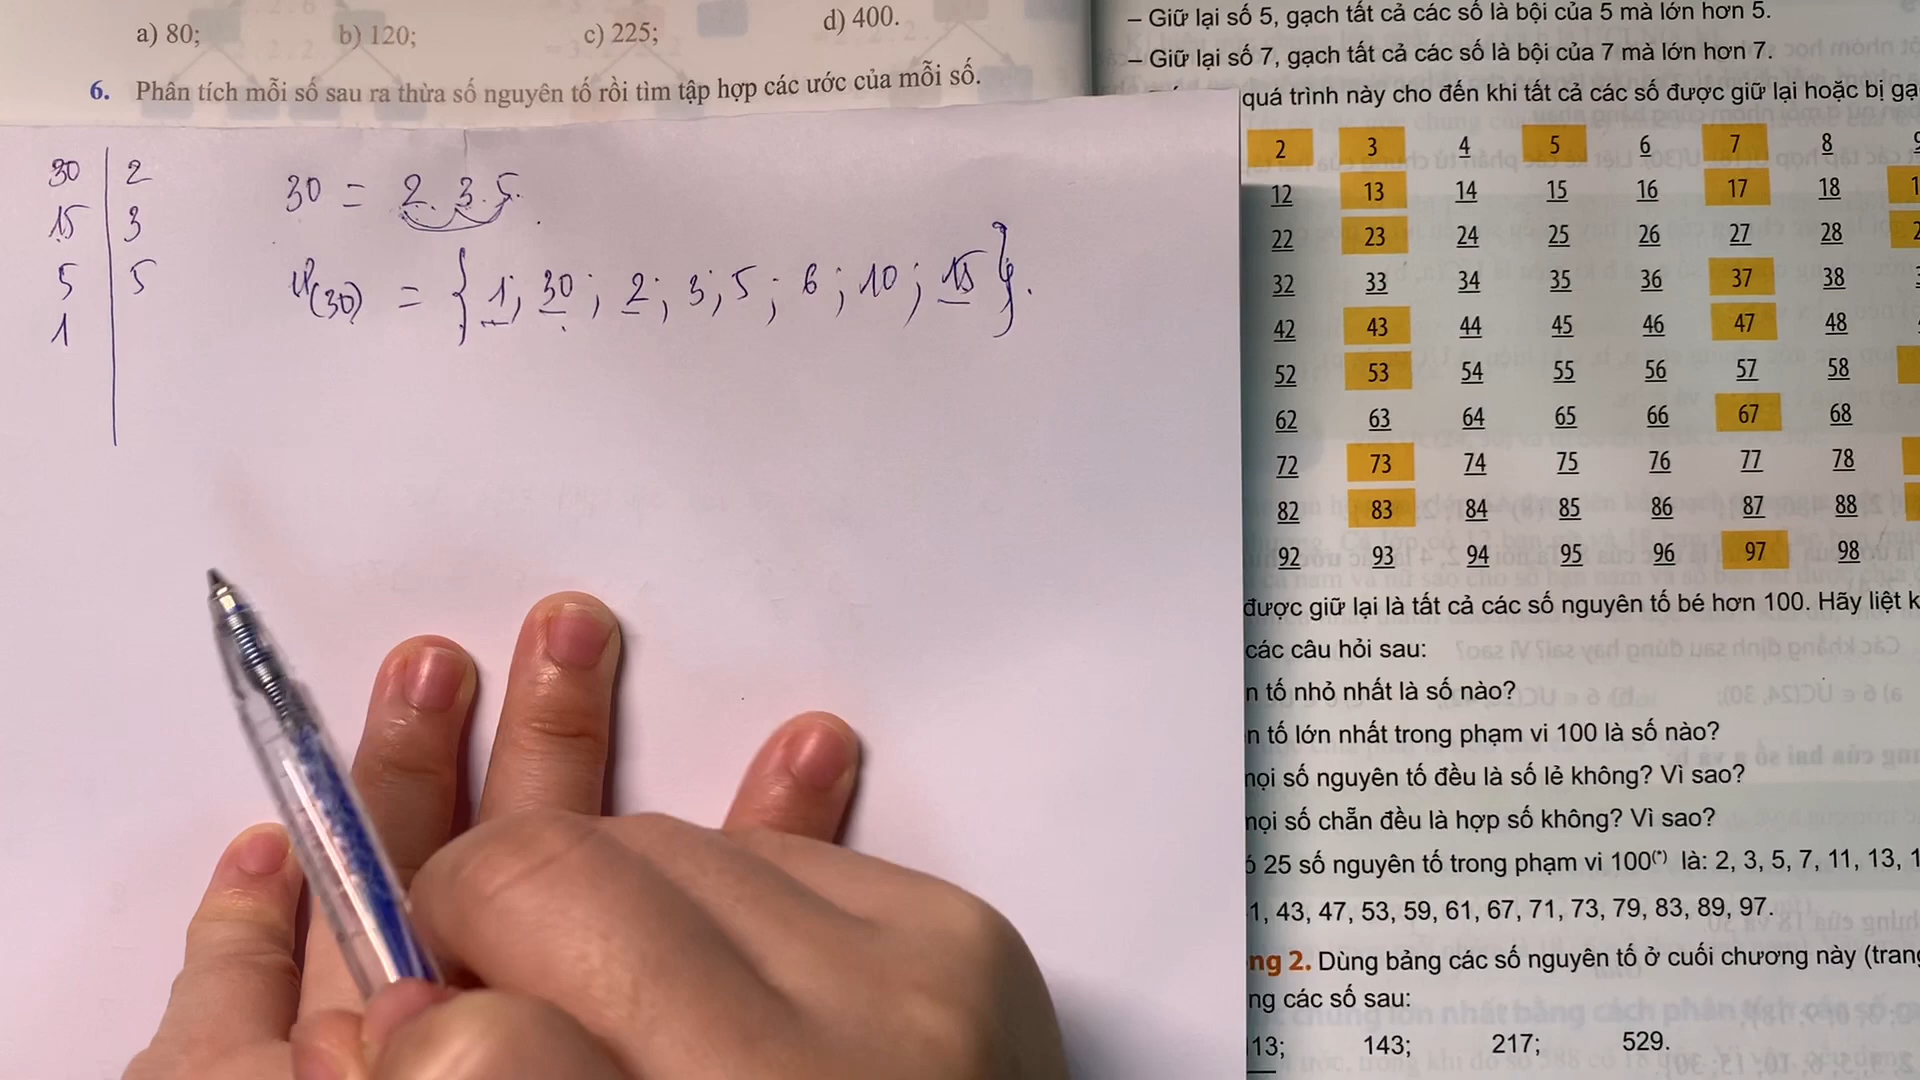 a) 80; b) 120; c) 225; d) 400.
6. Phân tích mỗi số sau ra thừa số nguyên tố rồi tìm tập hợp các ước của mỗi số.
30 | 2
15 | 3
5 | 5
1
30 = 2. 3. 5.
Ư(30) = { 1; 30; 2; 3; 5; 6; 10; 15 }.
– Giữ lại số 5, gạch tất cả các số là bội của 5 mà lớn hơn 5.
– Giữ lại số 7, gạch tất cả các số là bội của 7 mà lớn hơn 7.
quá trình này cho đến khi tất cả các số được giữ lại hoặc bị
2 3 4 5 6 7 8
12 13 14 15 16 17 18
22 23 24 25 26 27 28
32 33 34 35 36 37 38
42 43 44 45 46 47 48
52 53 54 55 56 57 58
62 63 64 65 66 67 68
72 73 74 75 76 77 78
82 83 84 85 86 87 88
92 93 94 95 96 97 98
được giữ lại là tất cả các số nguyên tố bé hơn 100. Hãy liệt
các câu hỏi sau:
tố nhỏ nhất là số nào?
tố lớn nhất trong phạm vi 100 là số nào?
số nguyên tố đều là số lẻ không? Vì sao?
số chẵn đều là hợp số không? Vì sao?
25 số nguyên tố trong phạm vi 100(*) là: 2, 3, 5, 7, 11, 13,
43, 47, 53, 59, 61, 67, 71, 73, 79, 83, 89, 97.
2. Dùng bảng các số nguyên tố ở cuối chương này
các số sau:
13; 143; 217; 529.